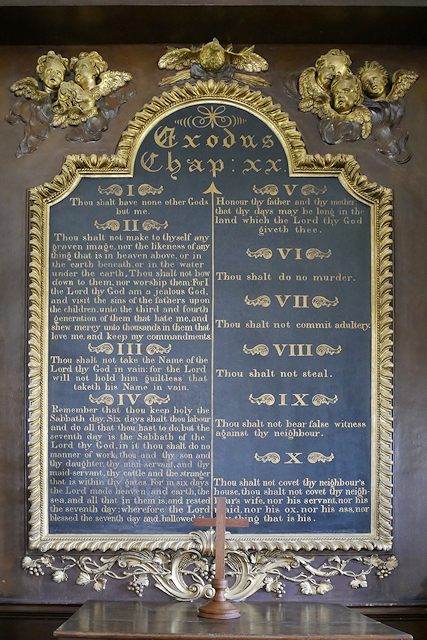 Exodus
Chap: xx.
I
Thou shalt have none other Gods
but me.
II
Thou shalt not make to thyself any
graven image, nor the likeness of any
thing that is in heaven above, or in
the earth beneath, or in the water
under the earth, Thou shalt not bow
down to them, nor worship them: For I
the Lord thy God am a jealous God,
and visit the sins of the fathers upon
the children, unto the third and fourth
generation of them that hate me, and
shew mercy unto thousands in them that
love me, and keep my commandments.
III
Thou shalt not take the Name of the
Lord thy God in vain: for the Lord
will not hold him guiltless that
taketh his Name in vain.
IV
Remember that thou keep holy the
Sabbath day. Six days shalt thou labour
and do all that thou hast to do; but the
seventh day is the Sabbath of the
Lord thy God, in it thou shalt do no
manner of work, thou and thy son and
thy daughter, thy man-servant, and thy
maid-servant, thy cattle and the stranger
that is within thy gates. For in six days
the Lord made heaven and earth, the
sea, and all that in them is, and rested
the seventh day: wherefore the Lord
blessed the seventh day and hallowed
V
Honour thy father and thy mother
that thy days may be long in the
land which the Lord thy God
giveth thee.
VI
Thou shalt do no murder.
VII
Thou shalt not commit adultery.
VIII
Thou shalt not steal.
IX
Thou shalt not bear false witness
against thy neighbour.
X
Thou shalt not covet thy neighbour's
house, thou shalt not covet thy neigh-
bour's wife, nor his servant, nor his
maid, nor his ox, nor his ass, nor
thing that is his.